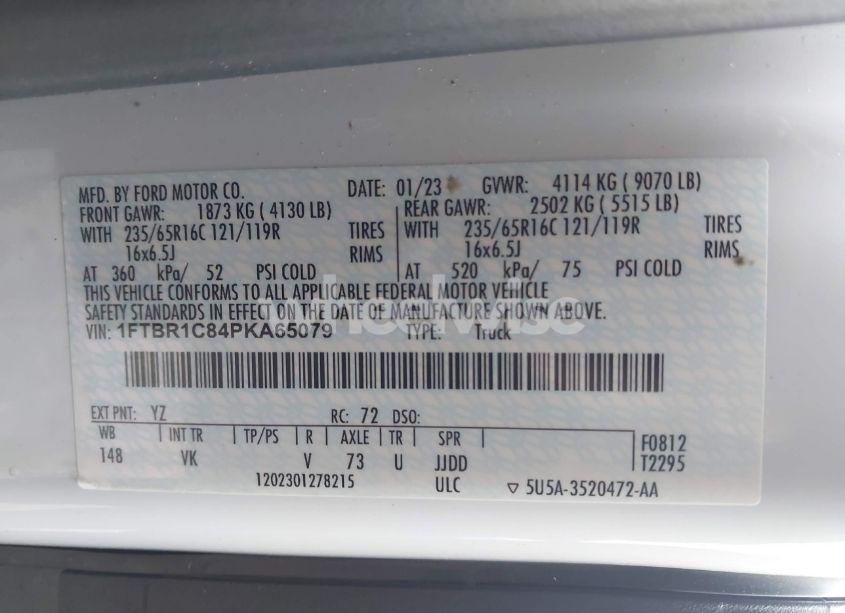 MFD. BY FORD MOTOR CO. DATE: 01/23 GVWR: 4114 KG ( 9070 LB)
FRONT GAWR: 1873 KG ( 4130 LB) REAR GAWR: 2502 KG ( 5515 LB)
WITH 235/65R16C 121/119R TIRES WITH 235/65R16C 121/119R TIRES
16x6.5J RIMS 16x6.5J RIMS
AT 360 kPa/ 52 PSI COLD AT 520 kPa/ 75 PSI COLD
THIS VEHICLE CONFORMS TO ALL APPLICABLE FEDERAL MOTOR VEHICLE
SAFETY STANDARDS IN EFFECT ON THE DATE OF MANUFACTURE SHOWN ABOVE.
VIN: 1FTBR1C84PKA65079 TYPE: Truck
wheelwise
EXT PNT: YZ RC: 72 DSO:
WB INT TR TP/PS R AXLE TR SPR F0812
148 VK V 73 U JJDD T2295
1202301278215 ULC ▽ 5U5A-3520472-AA